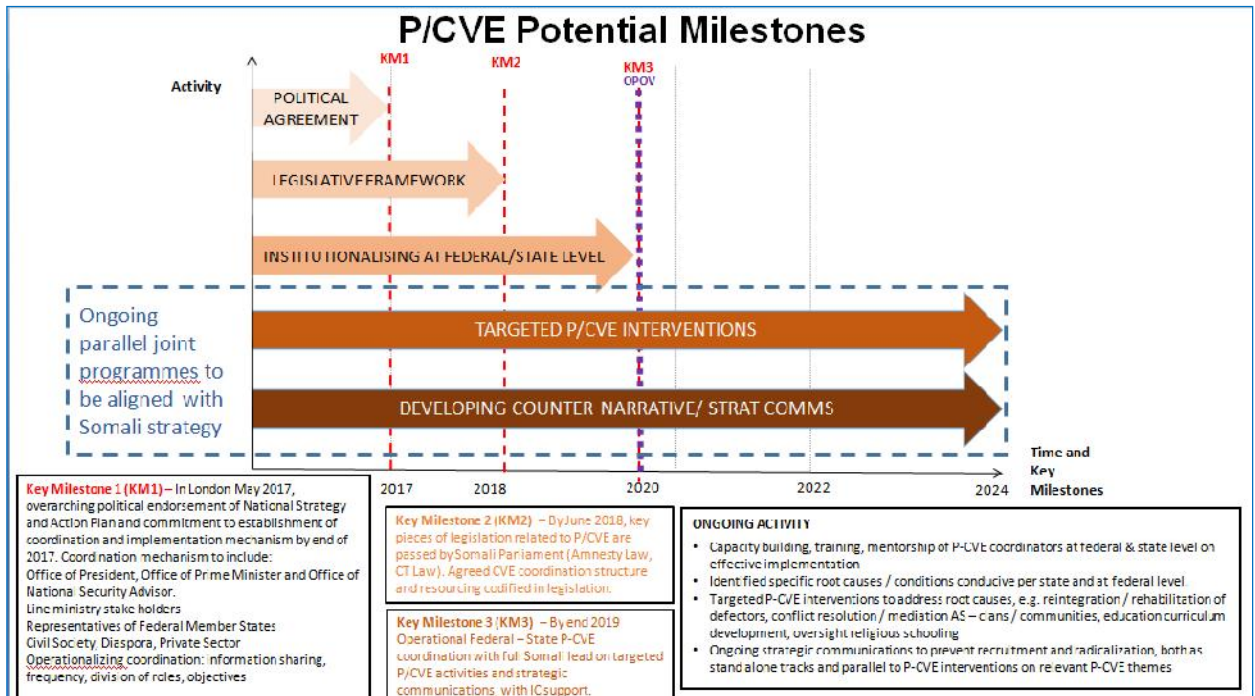 P/CVE Potential Milestones
KM1
KM2
KM3
OPOV
Activity
POLITICAL
AGREEMENT
LEGISLATIVE FRAMEWORK
INSTITUTIONALISING AT FEDERAL/STATE LEVEL
Ongoing
parallel joint
programmes to
be aligned with
Somali strategy
TARGETED P/CVE INTERVENTIONS
DEVELOPING COUNTER NARRATIVE/ STRAT COMMS
Time and
Key
Milestones
2017
2018
2020
2022
2024
Key Milestone 1 (KM1) – In London May 2017,
overarching political endorsement of National Strategy
and Action Plan and commitment to establishment of
coordination and implementation mechanism by end of
2017. Coordination mechanism to include:
Office of President, Office of Prime Minister and Office of
National Security Advisor.
Line ministry stake holders
Representatives of Federal Member States
Civil Society, Diaspora, Private Sector
Operationalizing coordination: information sharing,
frequency, division of roles, objectives
Key Milestone 2 (KM2) – By June 2018, key
pieces of legislation related to P/CVE are
passed by Somali Parliament (Amnesty Law,
CT Law). Agreed CVE coordination structure
and resourcing codified in legislation.
Key Milestone 3 (KM3) – By end 2019
Operational Federal – State P-CVE
coordination with full Somali lead on targeted
P/CVE activities and strategic
communications, with IC support.
ONGOING ACTIVITY
• Capacity building, training, mentorship of P-CVE coordinators at federal & state level on
effective implementation
• Identified specific root causes / conditions conducive per state and at federal level.
• Targeted P-CVE interventions to address root causes, e.g. reintegration / rehabilitation of
defectors, conflict resolution / mediation AS – clans / communities, education curriculum
development, oversight religious schooling
• Ongoing strategic communications to prevent recruitment and radicalization, both as
stand alone tracks and parallel to P-CVE interventions on relevant P-CVE themes